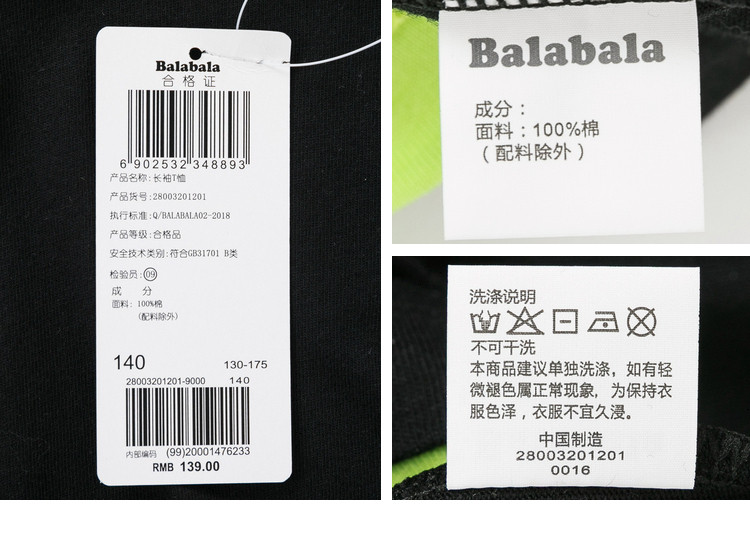 Balabala
合格证
6 902532 348893
产品名称:长袖T恤
产品货号:28003201201
执行标准:Q/BALABALA02-2018
产品等级:合格品
安全技术类别:符合GB31701 B类
检验员:09
成 分
面料: 100%棉
(配料除外)
140 130-175
28003201201-9000 140
内部编码 (99)20001476233
RMB 139.00
Balabala
成分：
面料：100%棉
（配料除外）
洗涤说明
不可干洗
本商品建议单独洗涤，如有轻
微褪色属正常现象，为保持衣
服色泽，衣服不宜久浸。
中国制造
28003201201
0016